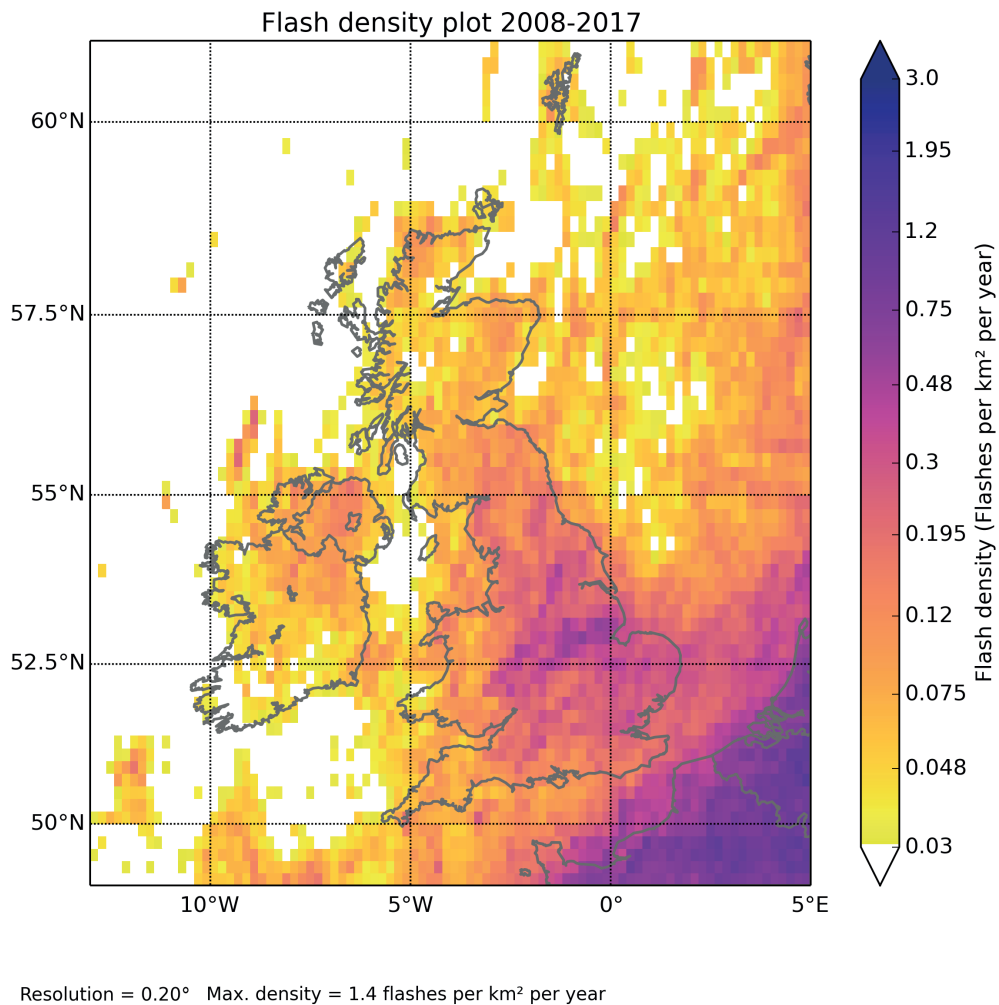 Flash density plot 2008-2017
60°N
57.5°N
55°N
52.5°N
50°N
10°W
5°W
0°
5°E
3.0
1.95
1.2
0.75
0.48
0.3
0.195
0.12
0.075
0.048
0.03
Flash density (Flashes per km² per year)
Resolution = 0.20°   Max. density = 1.4 flashes per km² per year